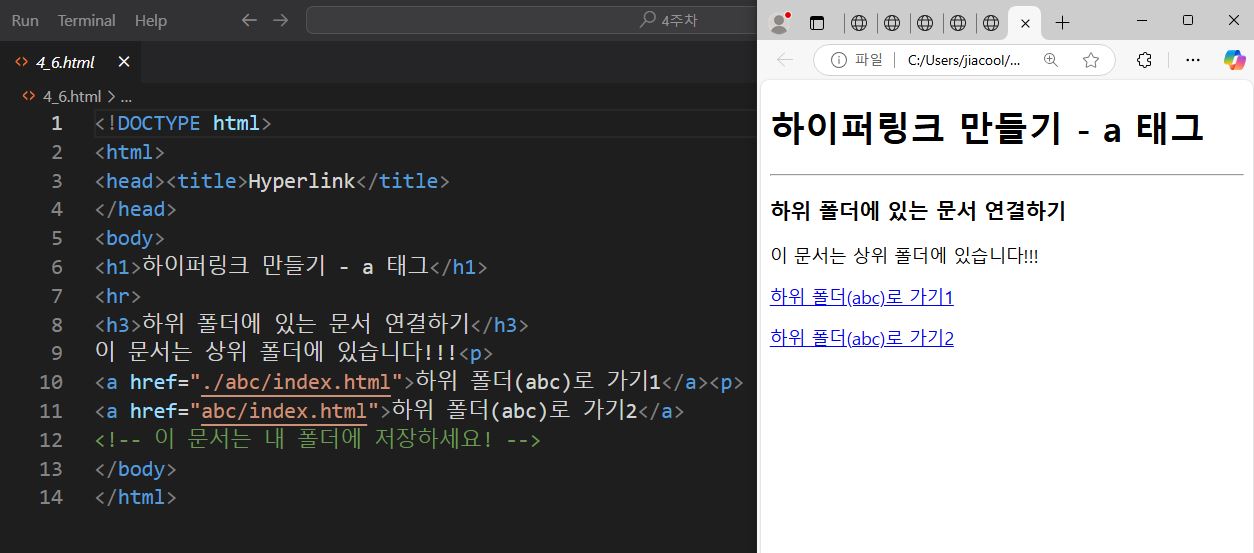 Run Terminal Help
4주차
4_6.html
4_6.html > ...
1 <!DOCTYPE html>
2 <html>
3 <head><title>Hyperlink</title>
4 </head>
5 <body>
6 <h1>하이퍼링크 만들기 - a 태그</h1>
7 <hr>
8 <h3>하위 폴더에 있는 문서 연결하기</h3>
9 이 문서는 상위 폴더에 있습니다!!!<p>
10 <a href="./abc/index.html">하위 폴더(abc)로 가기1</a><p>
11 <a href="abc/index.html">하위 폴더(abc)로 가기2</a>
12 <!-- 이 문서는 내 폴더에 저장하세요! -->
13 </body>
14 </html>
파일 C:/Users/jiacool/...
하이퍼링크 만들기 - a 태그
하위 폴더에 있는 문서 연결하기
이 문서는 상위 폴더에 있습니다!!!
하위 폴더(abc)로 가기1
하위 폴더(abc)로 가기2